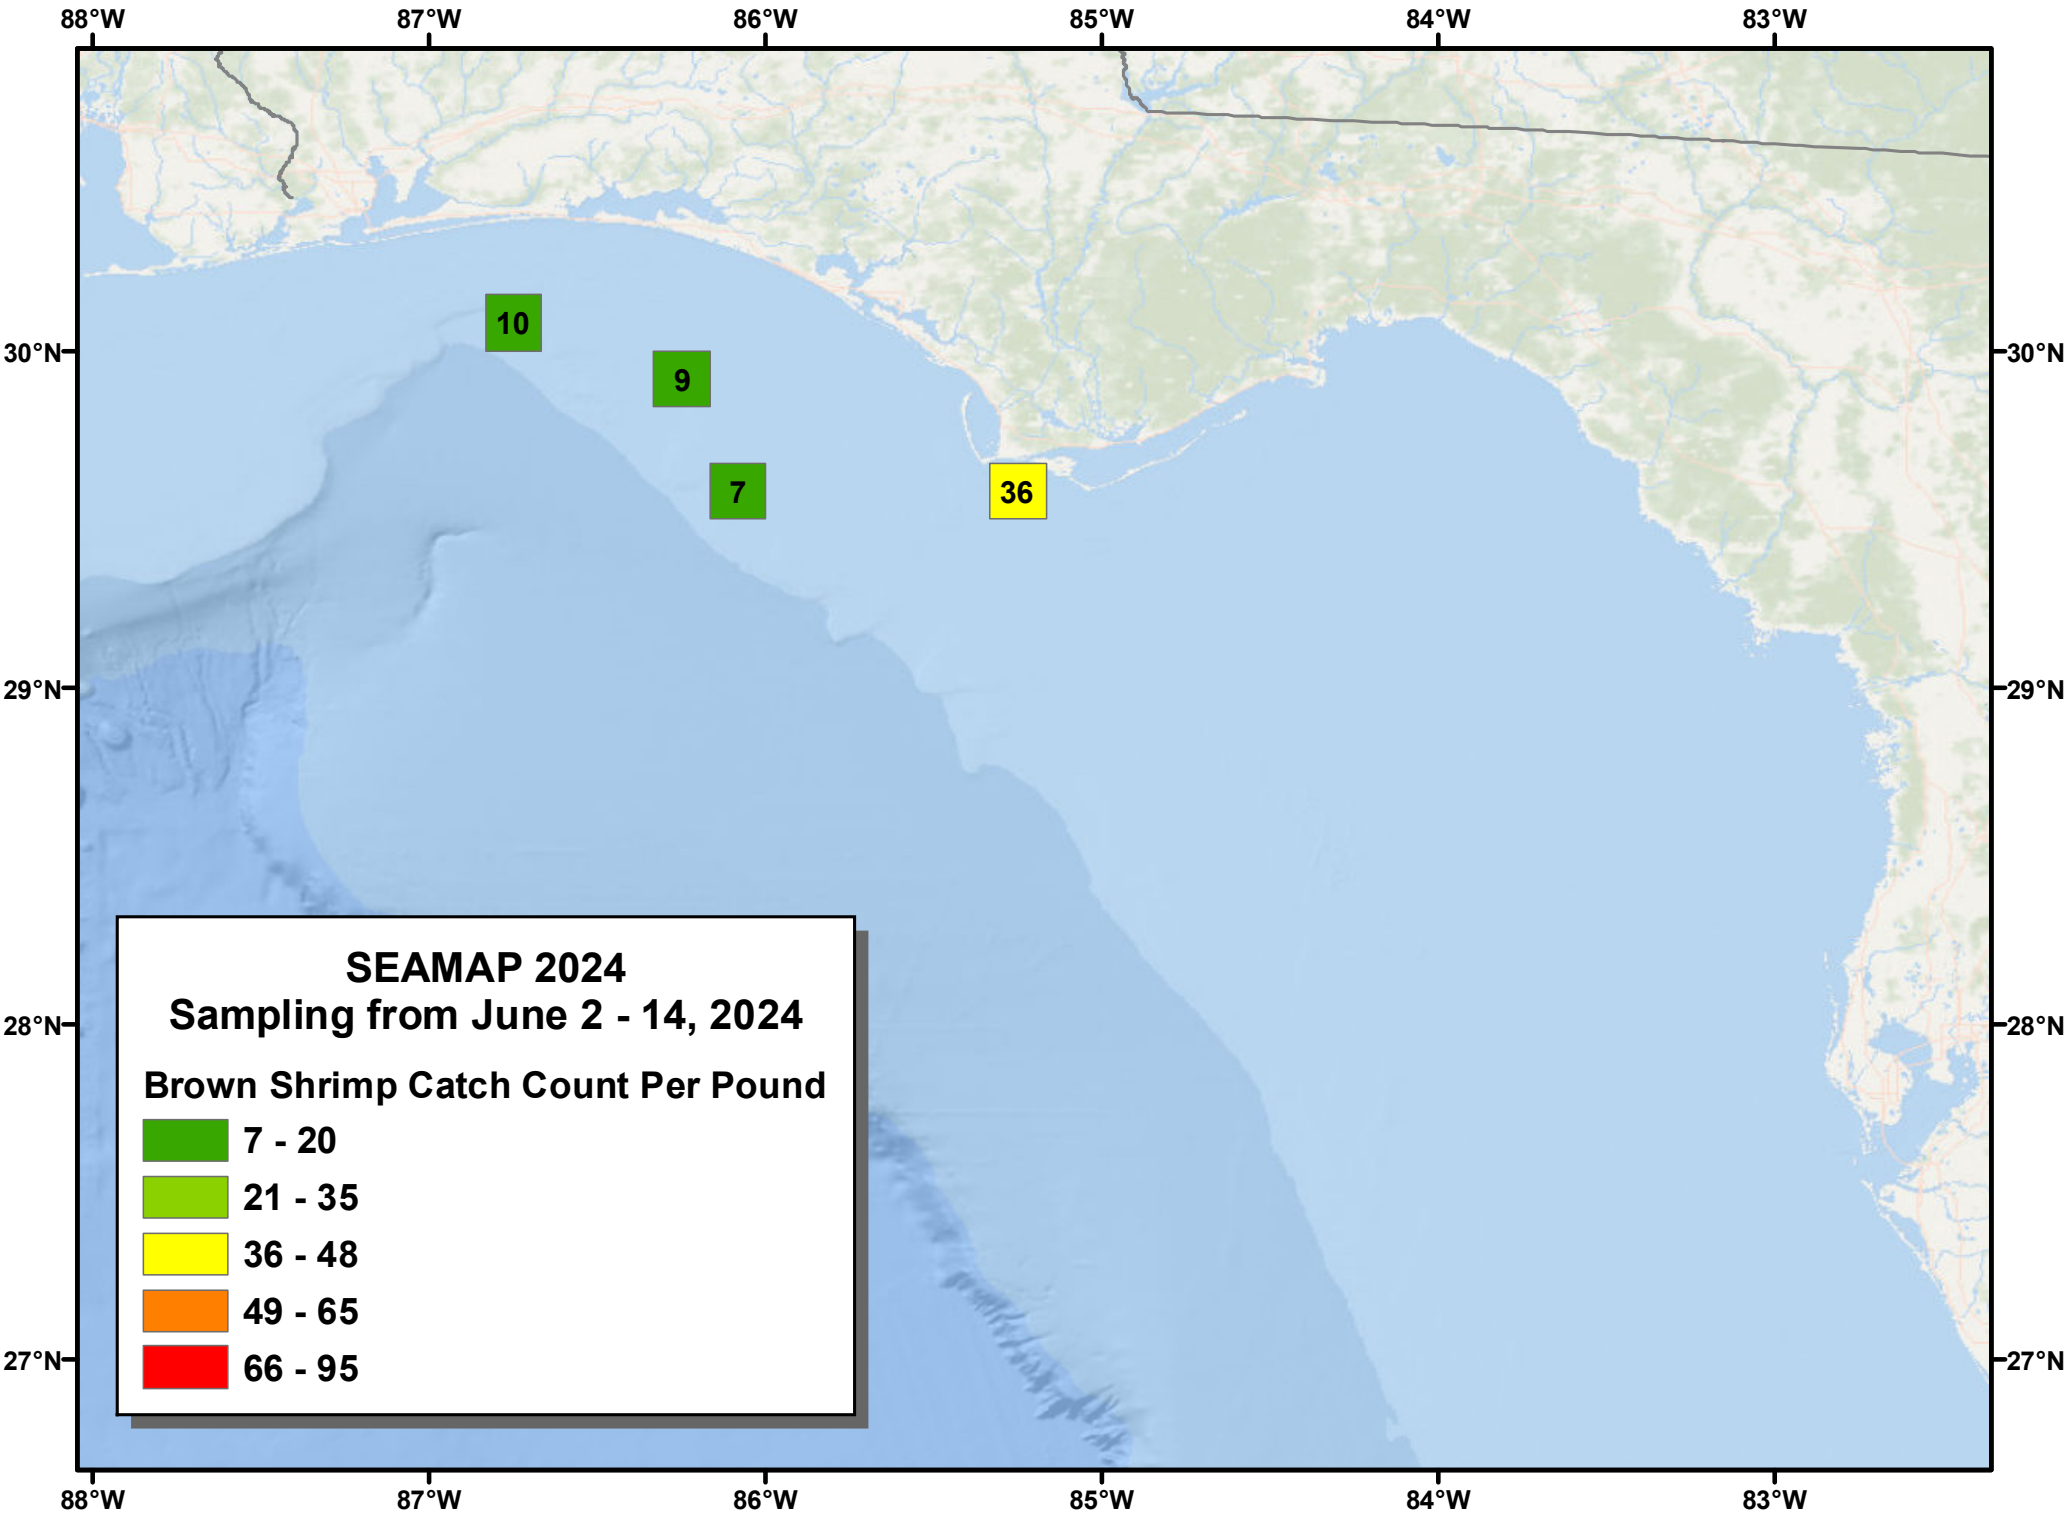 88°W 87°W 86°W 85°W 84°W 83°W
10
30°N 30°N
9
7 36
29°N 29°N
SEAMAP 2024
Sampling from June 2 - 14, 2024
28°N 28°N
Brown Shrimp Catch Count Per Pound
7 - 20
21 - 35
36 - 48
49 - 65
66 - 95
27°N 27°N
88°W 87°W 86°W 85°W 84°W 83°W